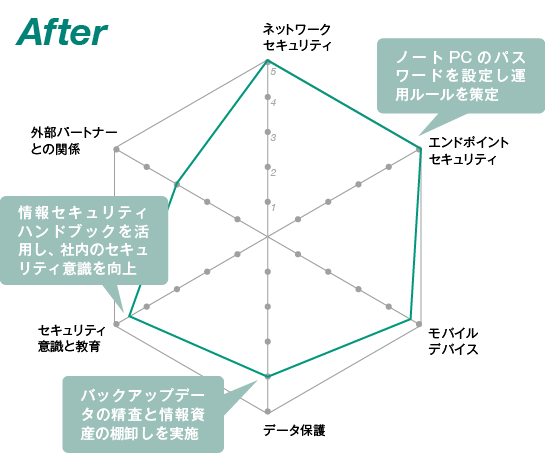 After
ネットワーク
セキュリティ
ノートPCのパス
ワードを設定し運
用ルールを策定
5
4
3
2
1
外部パートナー
との関係
エンドポイント
セキュリティ
情報セキュリティ
ハンドブックを活
用し、社内のセキュ
リティ意識を向上
セキュリティ
意識と教育
モバイル
デバイス
バックアップデー
タの精査と情報資
産の棚卸しを実施
データ保護